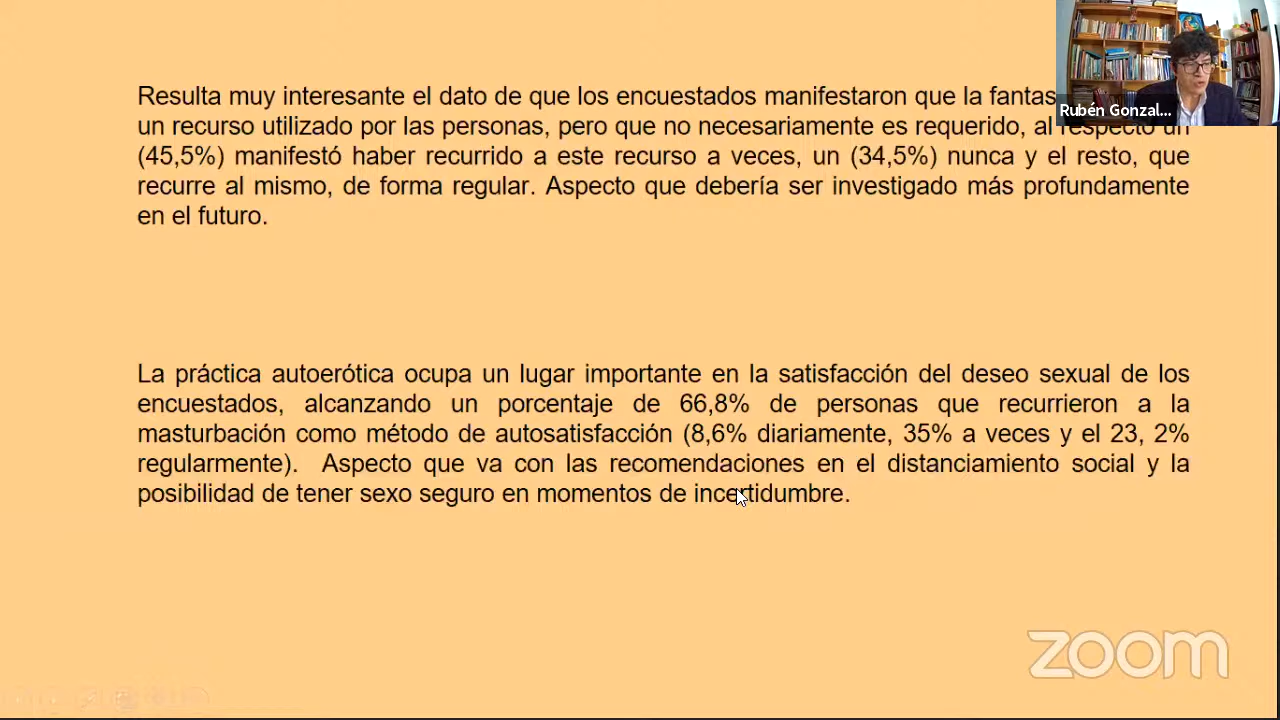 Resulta muy interesante el dato de que los encuestados manifestaron que la
un recurso utilizado por las personas, pero que no necesariamente es requerido, al respecto un
(45,5%) manifestó haber recurrido a este recurso a veces, un (34,5%) nunca y el resto, que
recurre al mismo, de forma regular. Aspecto que debería ser investigado más profundamente
en el futuro.
La práctica autoerótica ocupa un lugar importante en la satisfacción del deseo sexual de los
encuestados, alcanzando un porcentaje de 66,8% de personas que recurrieron a la
masturbación como método de autosatisfacción (8,6% diariamente, 35% a veces y el 23, 2%
regularmente). Aspecto que va con las recomendaciones en el distanciamiento social y la
posibilidad de tener sexo seguro en momentos de incertidumbre.
Rubén Gonzal...
zoom